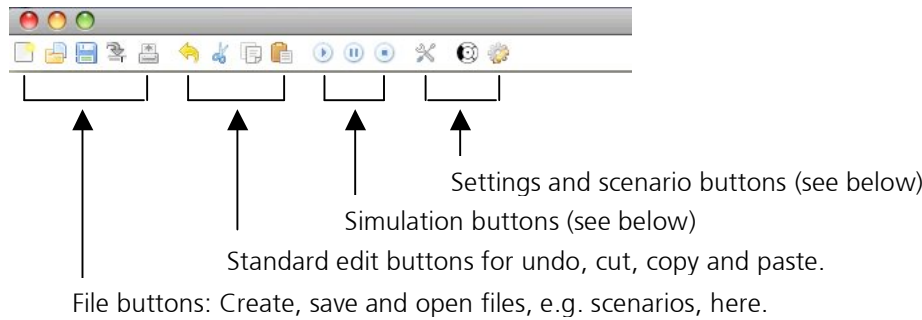 Settings and scenario buttons (see below)
Simulation buttons (see below)
Standard edit buttons for undo, cut, copy and paste.
File buttons: Create, save and open files, e.g. scenarios, here.